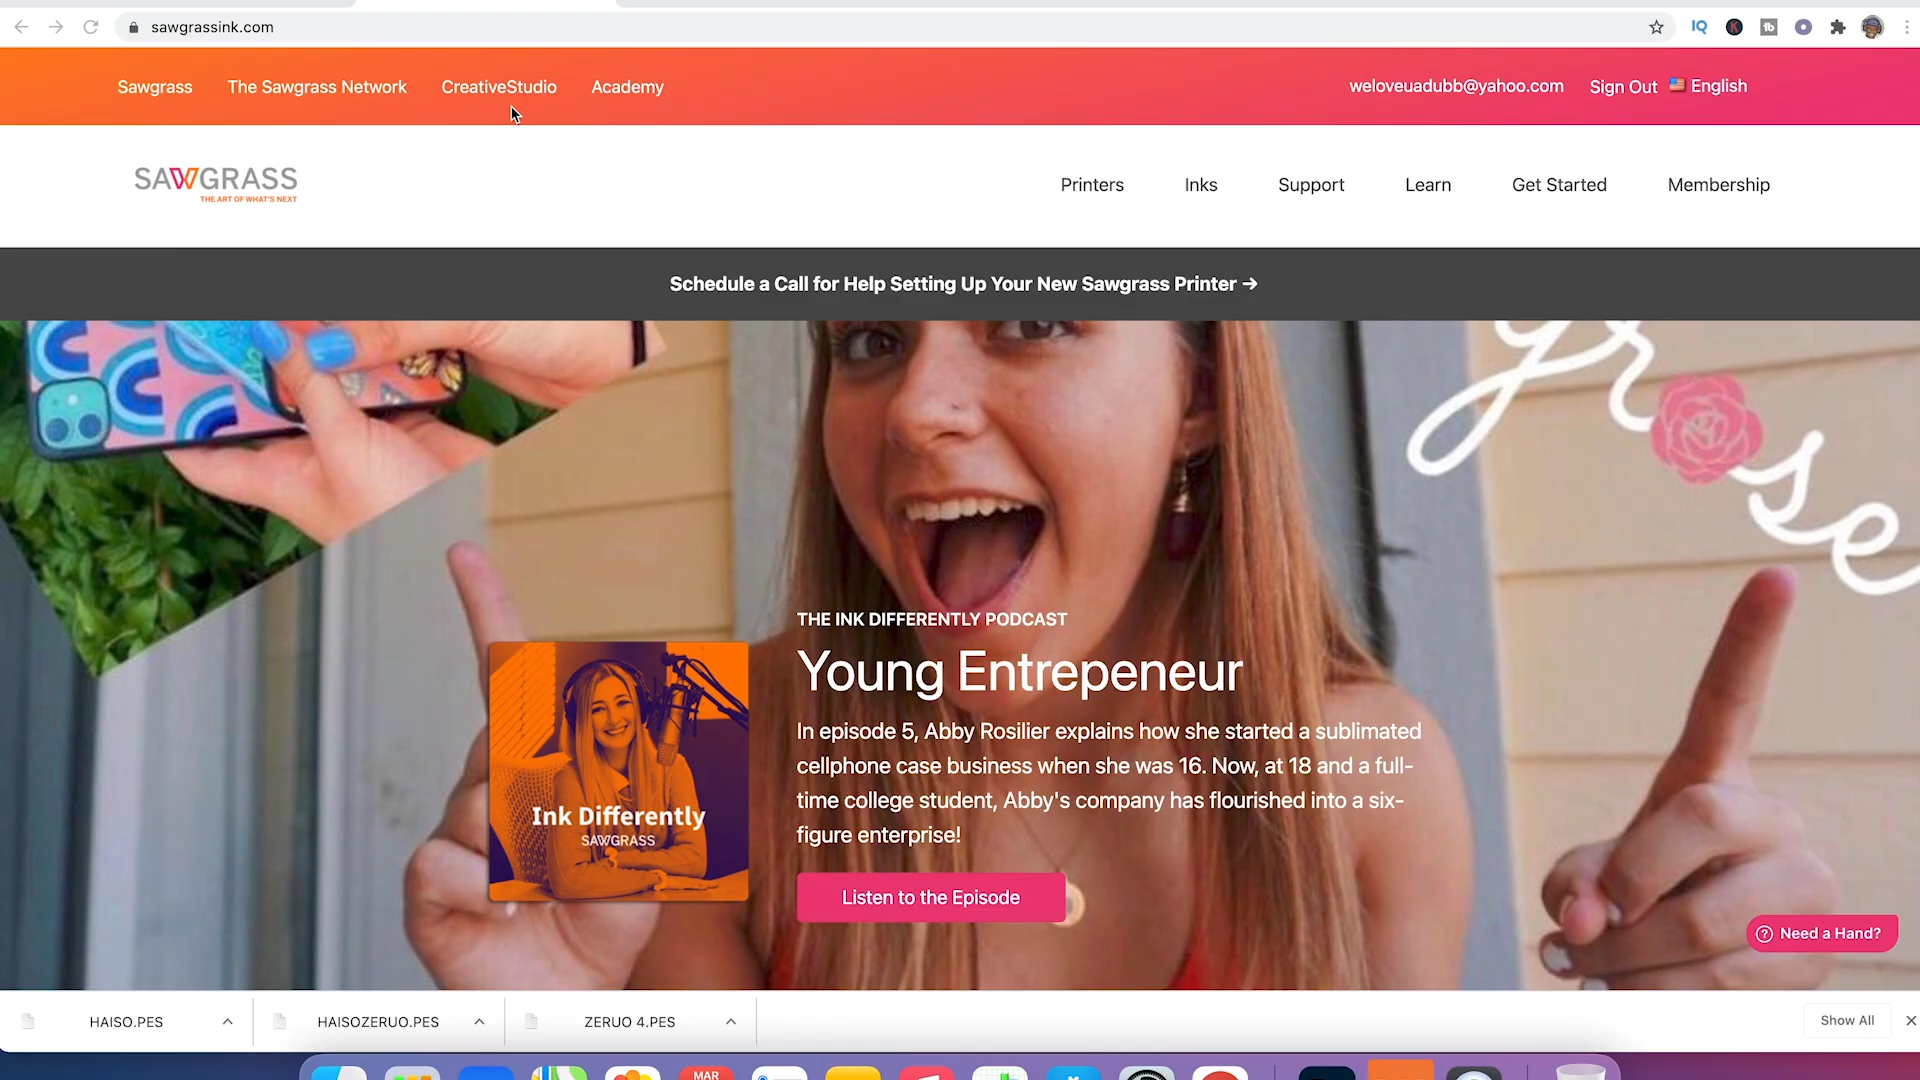 sawgrassink.com
IQ
K
tb
Sawgrass The Sawgrass Network CreativeStudio Academy weloveuadubb@yahoo.com Sign Out English
SAWGRASS
THE ART OF WHAT'S NEXT
Printers Inks Support Learn Get Started Membership
Schedule a Call for Help Setting Up Your New Sawgrass Printer →
gr
se
THE INK DIFFERENTLY PODCAST
Young Entrepeneur
In episode 5, Abby Rosilier explains how she started a sublimated
cellphone case business when she was 16. Now, at 18 and a full-
time college student, Abby's company has flourished into a six-
figure enterprise!
Ink Differently
SAWGRASS
Listen to the Episode
? Need a Hand?
HAISO.PES HAISOZERUO.PES ZERUO 4.PES Show All
MAR